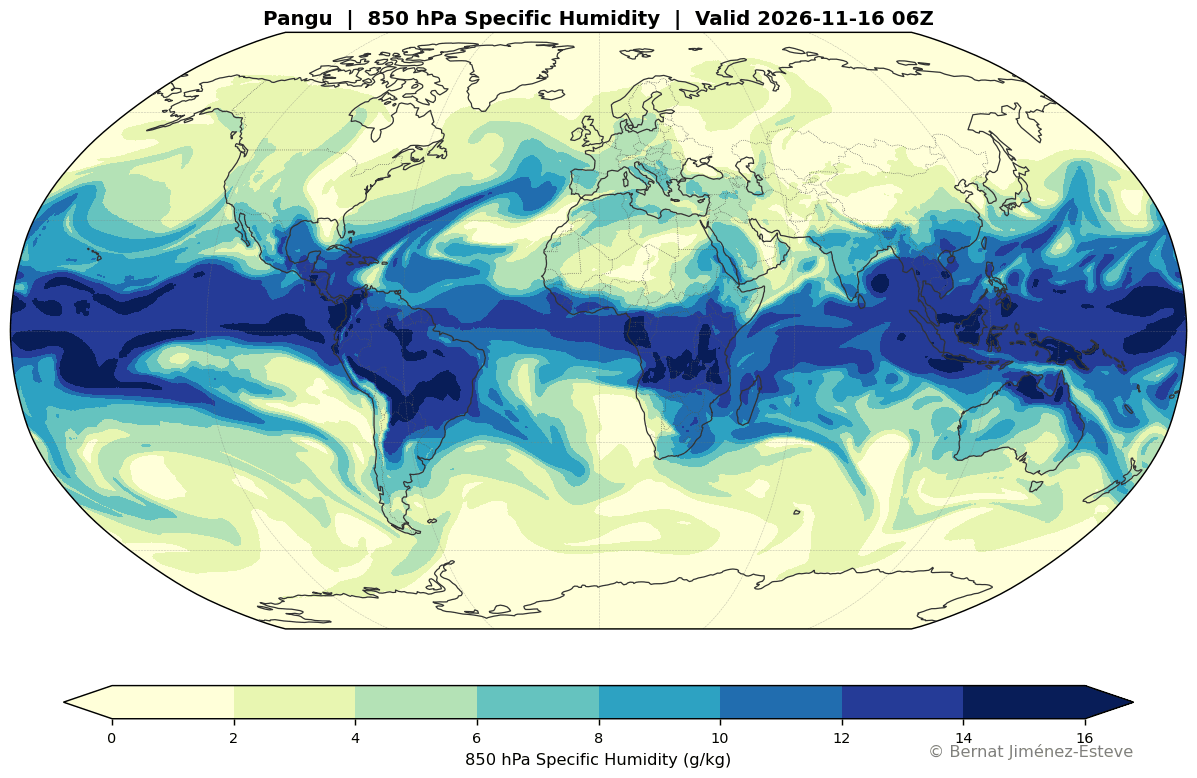 Pangu | 850 hPa Specific Humidity | Valid 2026-11-16 06Z
0 2 4 6 8 10 12 14 16
850 hPa Specific Humidity (g/kg)
© Bernat Jiménez-Esteve